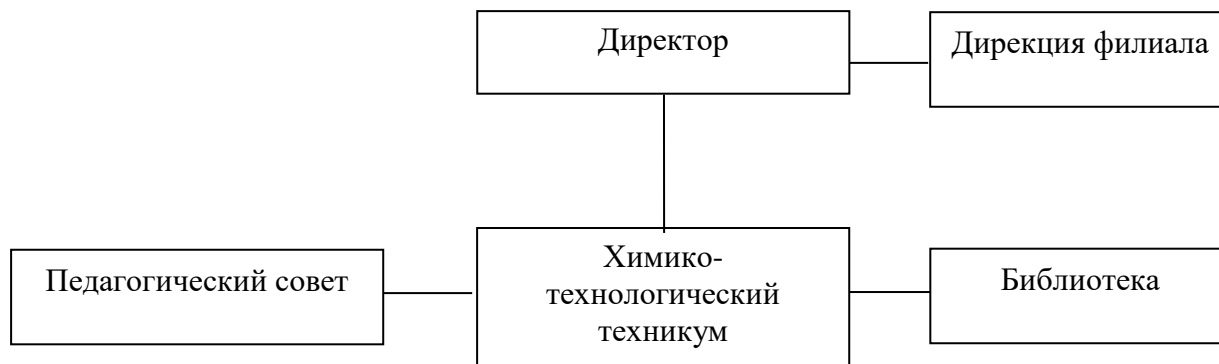 Директор
Дирекция филиала
Педагогический совет
Химико-
технологический
техникум
Библиотека